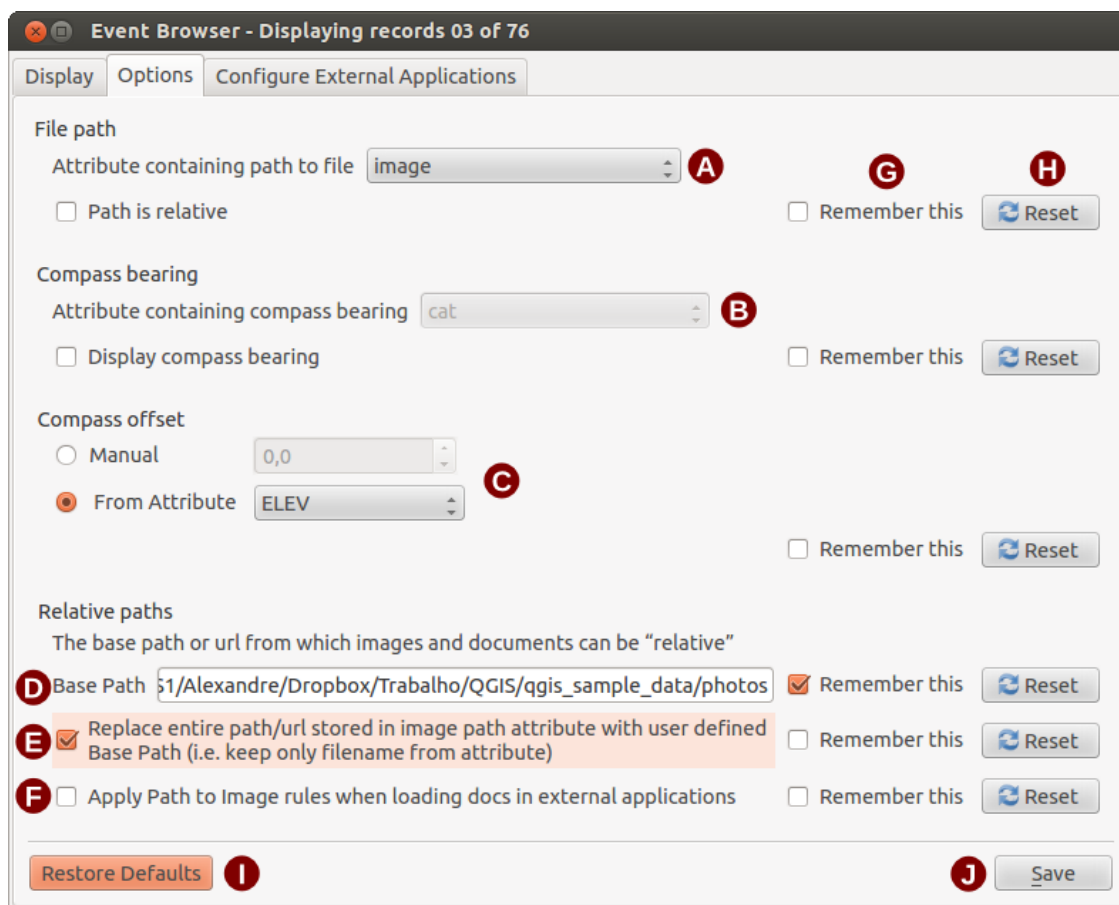 Event Browser - Displaying records 03 of 76
Display Options Configure External Applications
File path
Attribute containing path to file image A G H
Path is relative Remember this Reset
Compass bearing
Attribute containing compass bearing cat B
Display compass bearing Remember this Reset
Compass offset
Manual 0,0
C
From Attribute ELEV
Remember this Reset
Relative paths
The base path or url from which images and documents can be “relative”
D Base Path S1/Alexandre/Dropbox/Trabalho/QGIS/qgis_sample_data/photos Remember this Reset
E Replace entire path/url stored in image path attribute with user defined
Base Path (i.e. keep only filename from attribute) Remember this Reset
F Apply Path to Image rules when loading docs in external applications Remember this Reset
Restore Defaults I J Save